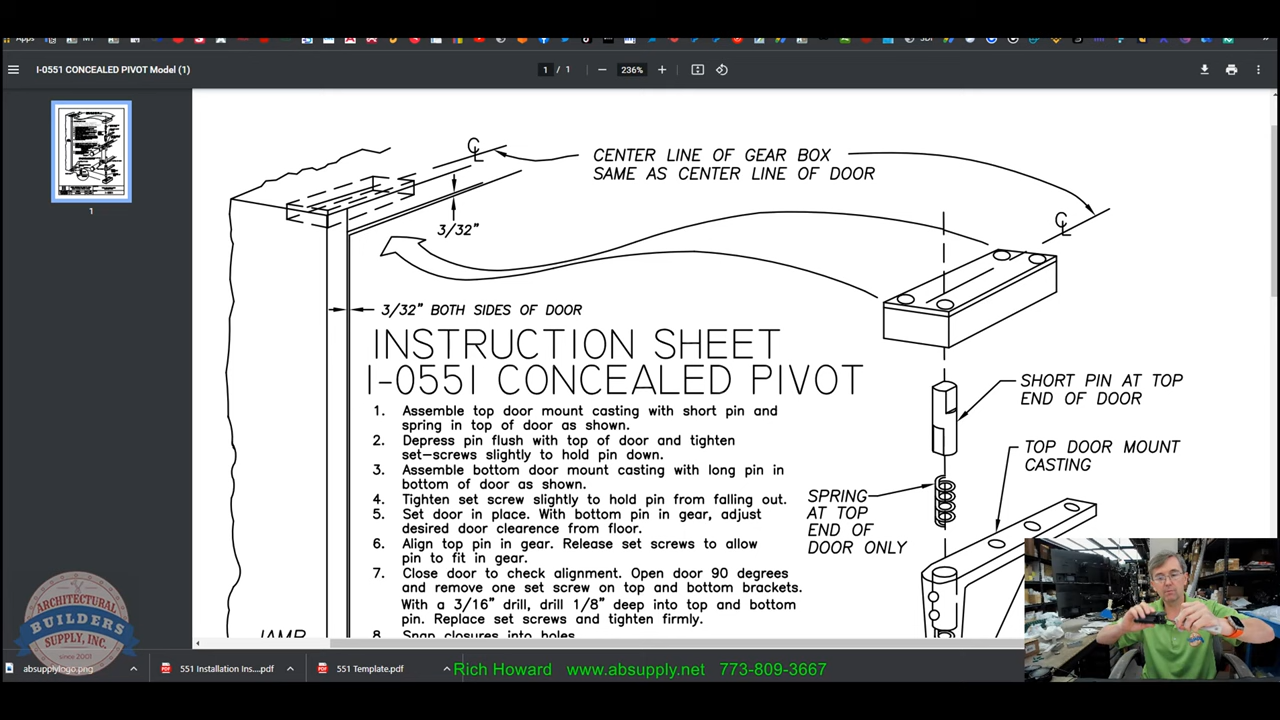 Apps
I-0551 CONCEALED PIVOT Model (1)
1 / 1
236%
1
C L
CENTER LINE OF GEAR BOX
SAME AS CENTER LINE OF DOOR
C L
3/32"
3/32" BOTH SIDES OF DOOR
INSTRUCTION SHEET
I-0551 CONCEALED PIVOT
1. Assemble top door mount casting with short pin and
spring in top of door as shown.
2. Depress pin flush with top of door and tighten
set-screws slightly to hold pin down.
3. Assemble bottom door mount casting with long pin in
bottom of door as shown.
4. Tighten set screw slightly to hold pin from falling out.
5. Set door in place. With bottom pin in gear, adjust
desired door clearence from floor.
6. Align top pin in gear. Release set screws to allow
pin to fit in gear.
7. Close door to check alignment. Open door 90 degrees
and remove one set screw on top and bottom brackets.
With a 3/16" drill, drill 1/8" deep into top and bottom
pin. Replace set screws and tighten firmly.
8. Snap closures into holes.
SHORT PIN AT TOP
END OF DOOR
TOP DOOR MOUNT
CASTING
SPRING
AT TOP
END OF
DOOR ONLY
JAMB
ARCHITECTURAL
BUILDERS
SUPPLY, INC.
since 2001
absupplylogo.png
551 Installation Ins....pdf
551 Template.pdf
Rich Howard www.absupply.net 773-809-3667